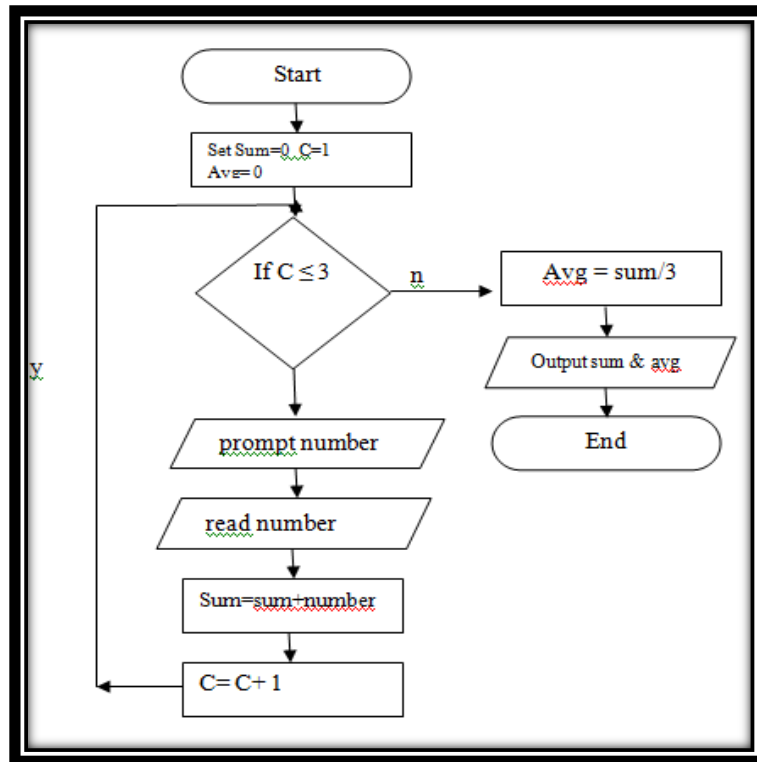 Start
Set Sum=0 C=1
Avg= 0
If C ≤ 3
n
Avg = sum/3
Output sum & avg
End
y
prompt number
read number
Sum=sum+number
C= C+ 1